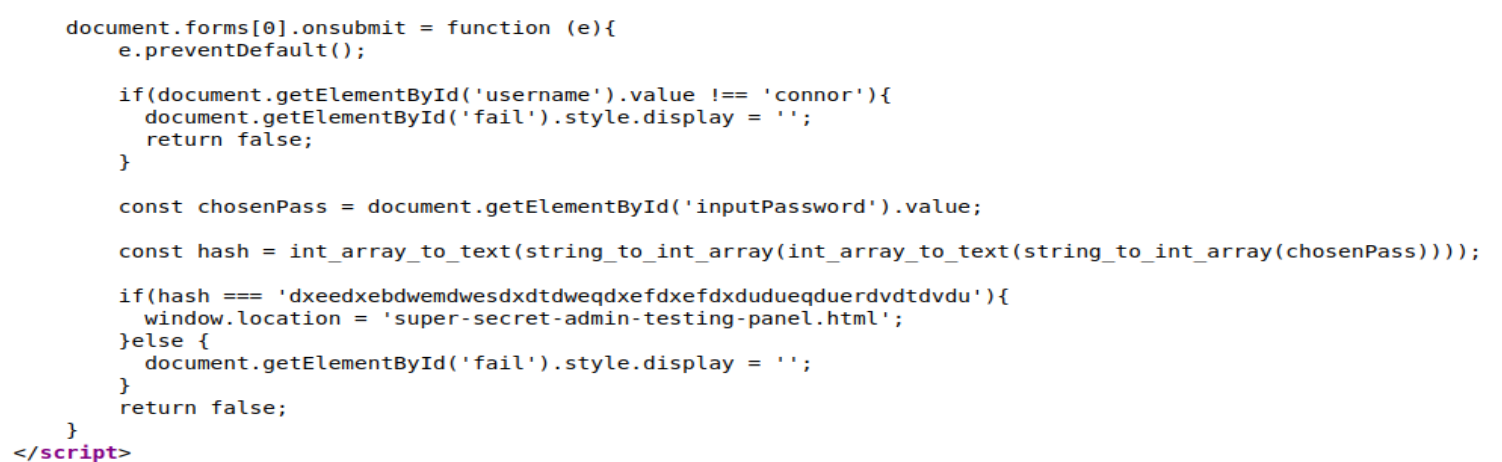 document.forms[0].onsubmit = function (e){
e.preventDefault();
if(document.getElementById('username').value !== 'connor'){
document.getElementById('fail').style.display = '';
return false;
}
const chosenPass = document.getElementById('inputPassword').value;
const hash = int_array_to_text(string_to_int_array(int_array_to_text(string_to_int_array(chosenPass))));
if(hash === 'dxeedxebdwemdwesdxdtdweqdxefdxefdxdudueqduerdvdtdvdu'){
window.location = 'super-secret-admin-testing-panel.html';
}else {
document.getElementById('fail').style.display = '';
}
return false;
}
</script>